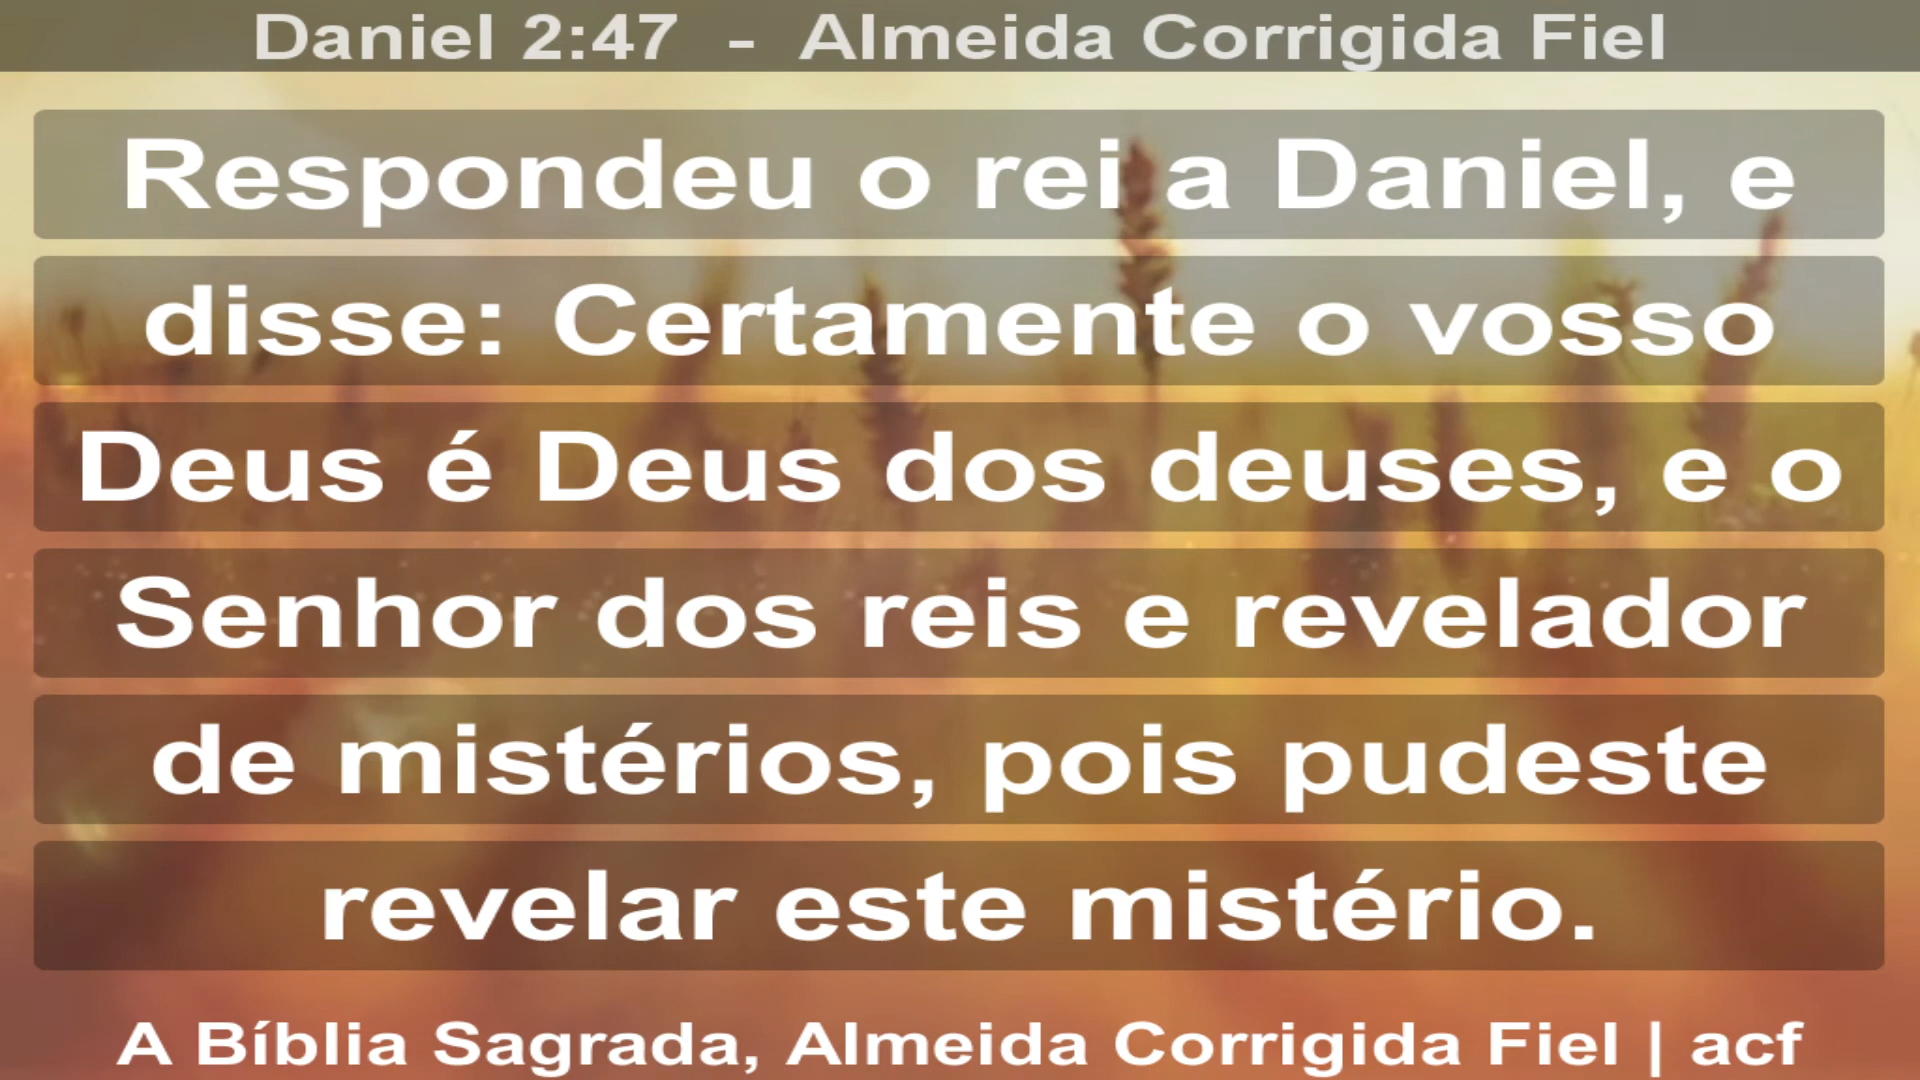 Daniel 2:47 - Almeida Corrigida Fiel
Respondeu o rei a Daniel, e
disse: Certamente o vosso
Deus é Deus dos deuses, e o
Senhor dos reis e revelador
de mistérios, pois pudeste
revelar este mistério.
A Bíblia Sagrada, Almeida Corrigida Fiel | acf